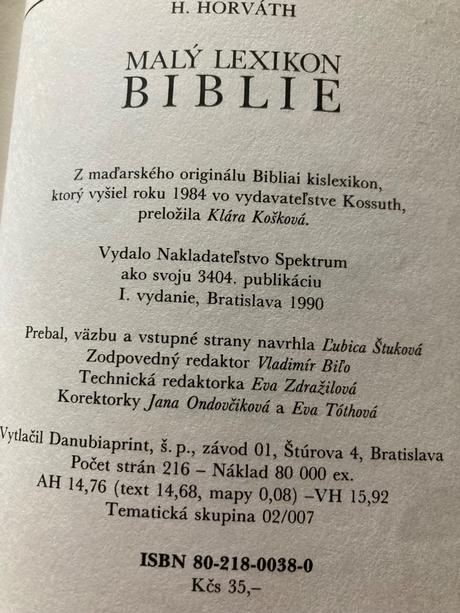 H. HORVÁTH
MALÝ LEXIKON
BIBLIE
Z maďarského originálu Bibliai kislexikon,
ktorý vyšiel roku 1984 vo vydavateľstve Kossuth,
preložila Klára Košková.
Vydalo Nakladateľstvo Spektrum
ako svoju 3404. publikáciu
I. vydanie, Bratislava 1990
Prebal, väzbu a vstupné strany navrhla Ľubica Štuková
Zodpovedný redaktor Vladimír Biľo
Technická redaktorka Eva Zdražilová
Korektorky Jana Ondovčiková a Eva Tóthová
Vytlačil Danubiaprint, š. p., závod 01, Štúrova 4, Bratislava
Počet strán 216 – Náklad 80 000 ex.
AH 14,76 (text 14,68, mapy 0,08) –VH 15,92
Tematická skupina 02/007
ISBN 80-218-0038-0
Kčs 35,–